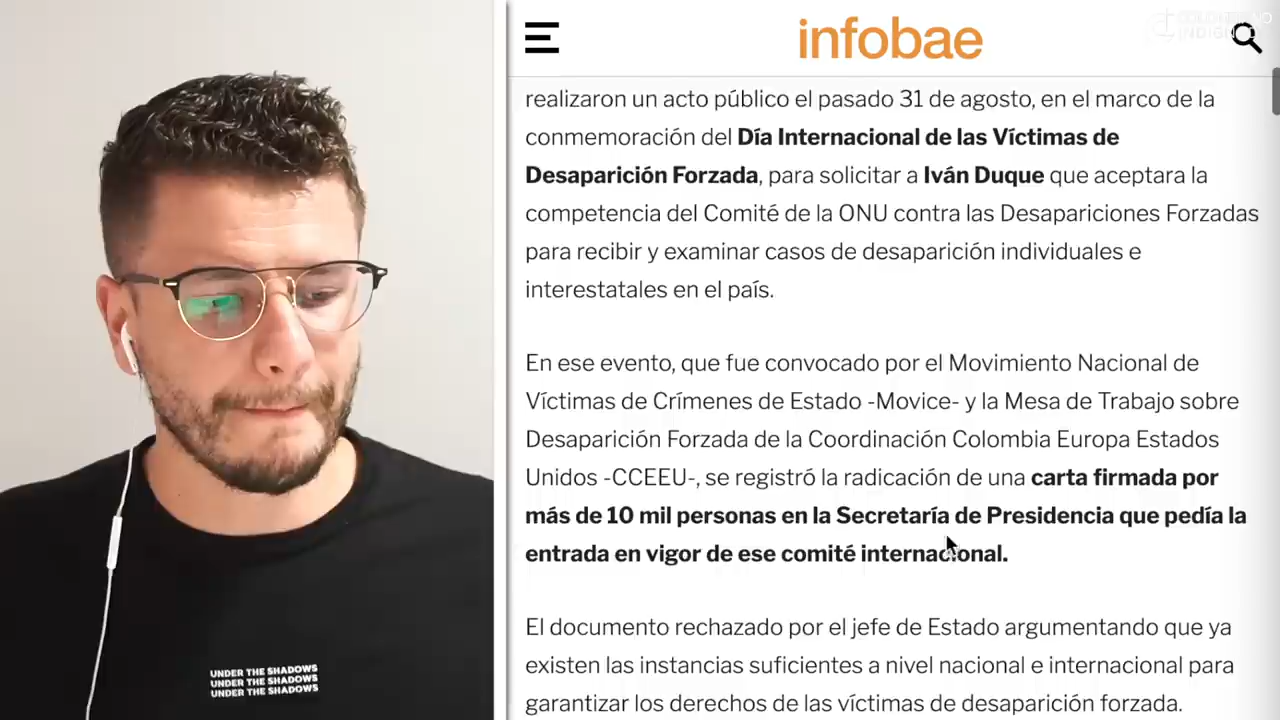 infobae
COLOMBIANO
INDIGNADO
realizaron un acto público el pasado 31 de agosto, en el marco de la
conmemoración del Día Internacional de las Víctimas de
Desaparición Forzada, para solicitar a Iván Duque que aceptara la
competencia del Comité de la ONU contra las Desapariciones Forzadas
para recibir y examinar casos de desaparición individuales e
interestatales en el país.
En ese evento, que fue convocado por el Movimiento Nacional de
Víctimas de Crímenes de Estado -Movice- y la Mesa de Trabajo sobre
Desaparición Forzada de la Coordinación Colombia Europa Estados
Unidos -CCEEU-, se registró la radicación de una carta firmada por
más de 10 mil personas en la Secretaría de Presidencia que pedía la
entrada en vigor de ese comité internacional.
El documento rechazado por el jefe de Estado argumentando que ya
existen las instancias suficientes a nivel nacional e internacional para
garantizar los derechos de las víctimas de desaparición forzada.
UNDER THE SHADOWS
UNDER THE SHADOWS
UNDER THE SHADOWS